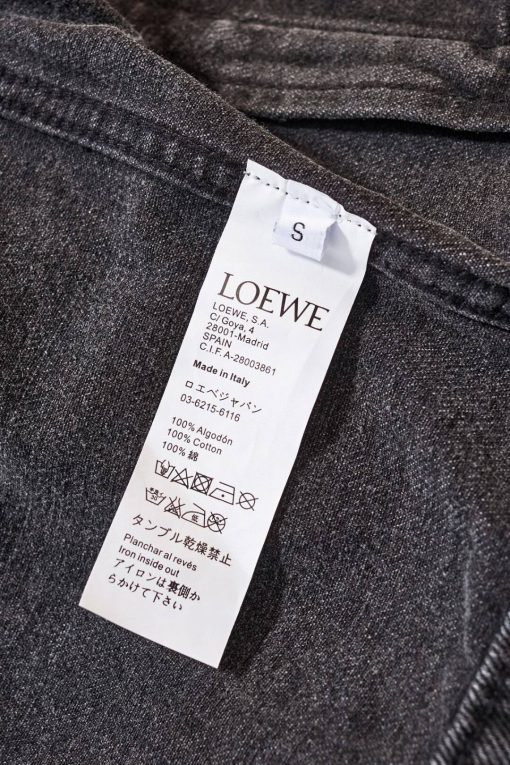 S
LOEWE
LOEWE, S.A.
C/ Goya, 4
28001-Madrid
SPAIN
C.I.F. A-28003861
Made in Italy
ロエベジャパン
03-6215-6116
100% Algodón
100% Cotton
100% 綿
タンブル乾燥禁止
Planchar al revés
Iron inside out
アイロンは裏側か
らかけて下さい